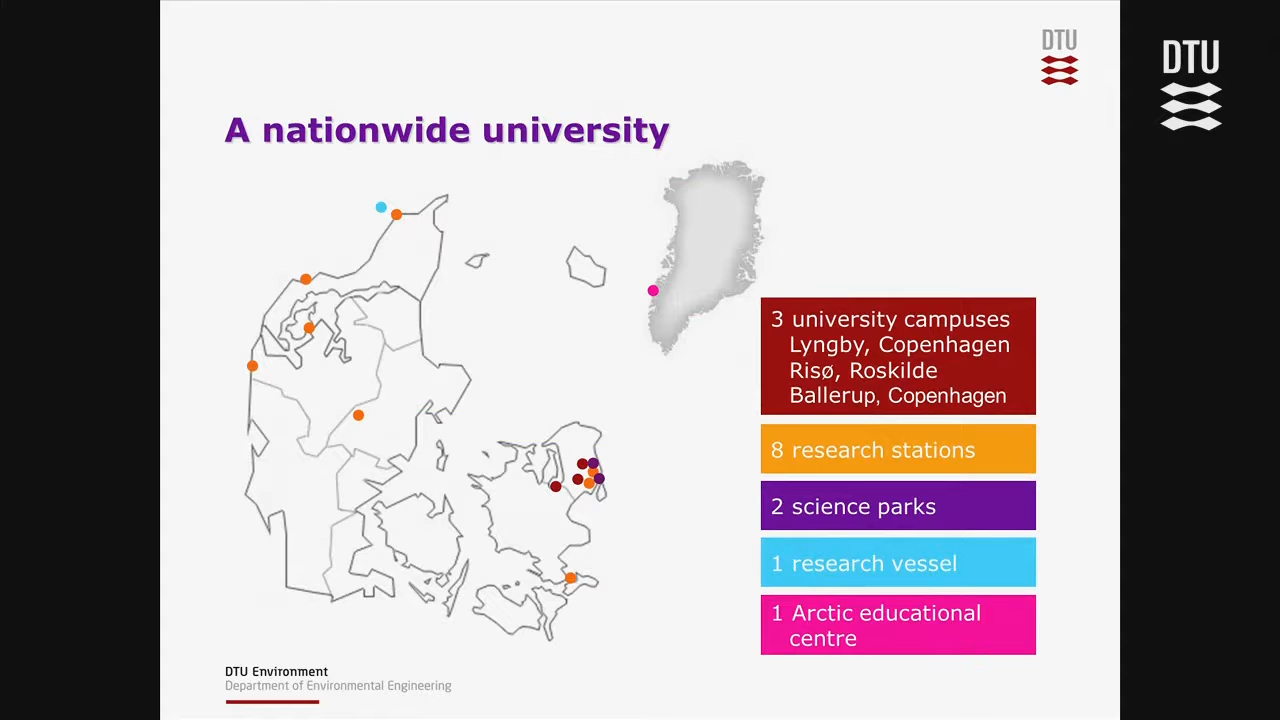 DTU
DTU
A nationwide university
3 university campuses
Lyngby, Copenhagen
Risø, Roskilde
Ballerup, Copenhagen
8 research stations
2 science parks
1 research vessel
1 Arctic educational
centre
DTU Environment
Department of Environmental Engineering